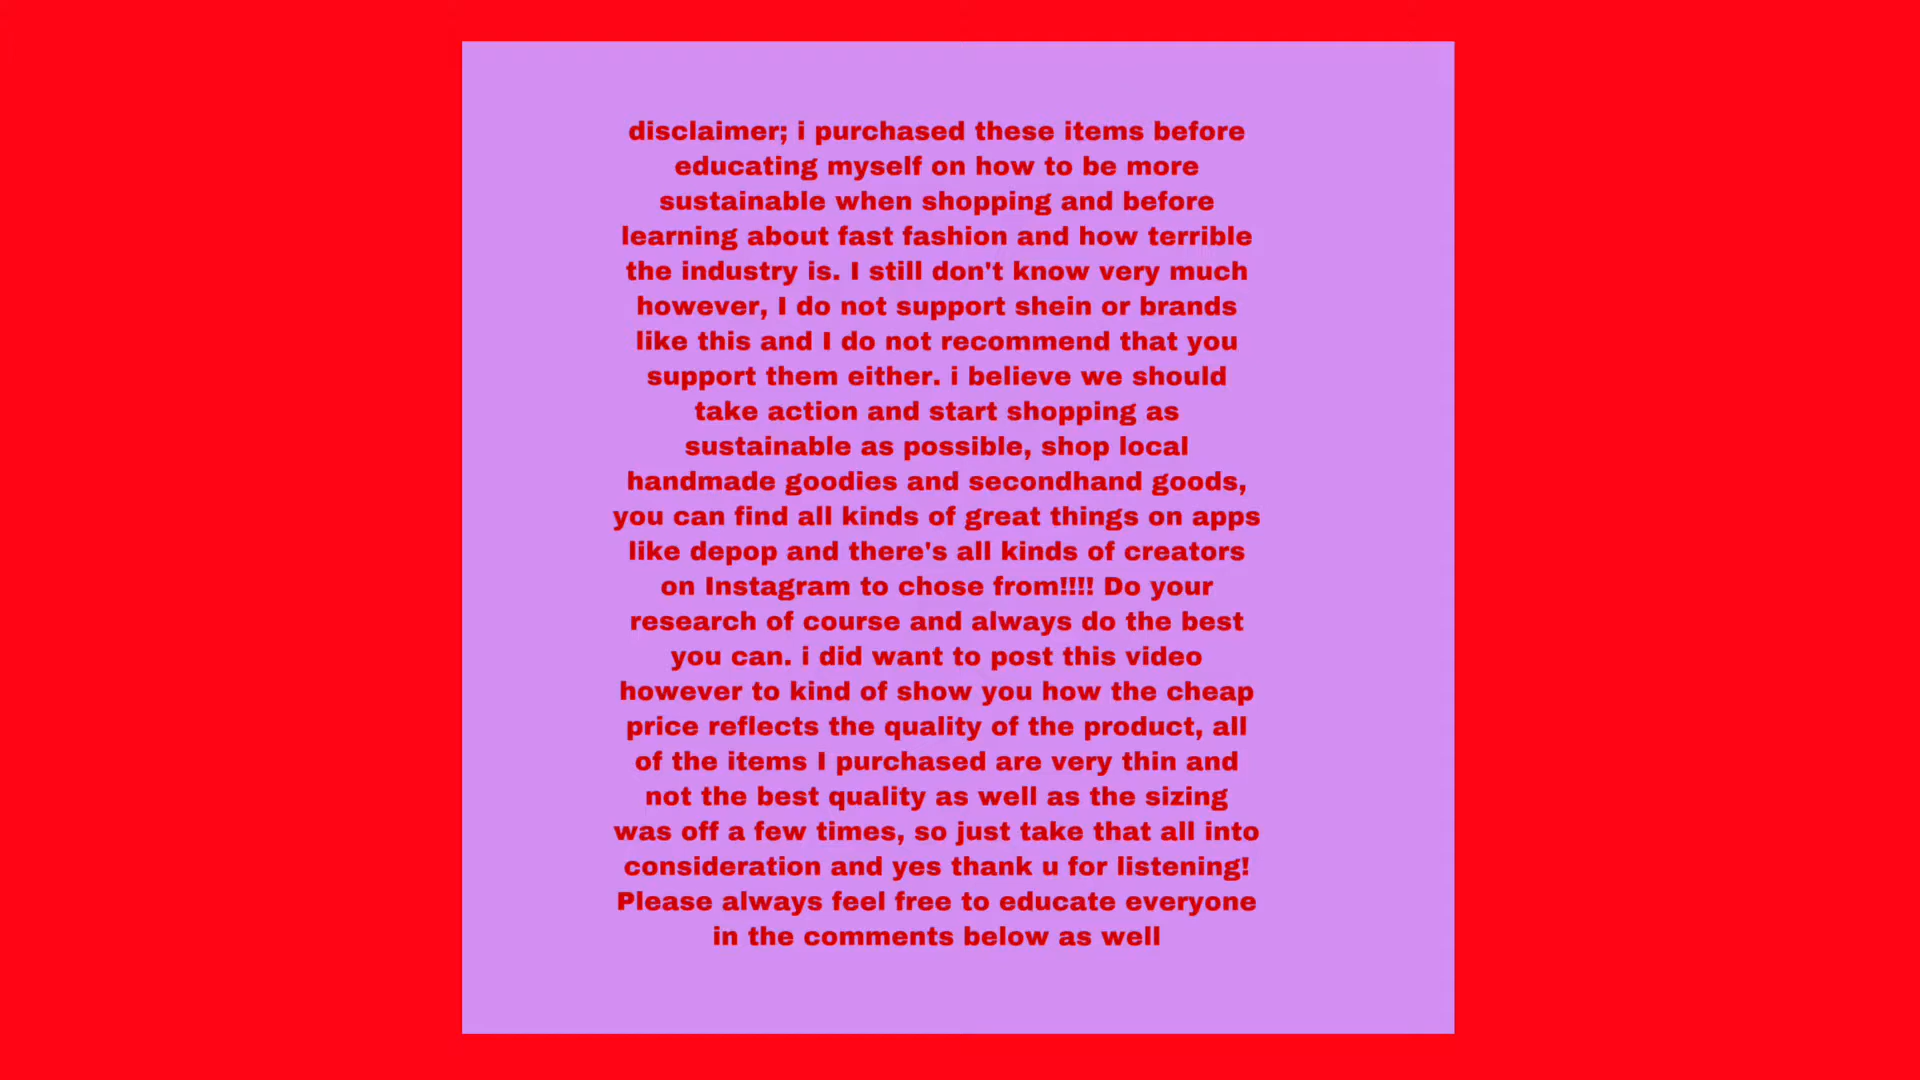 disclaimer; i purchased these items before
educating myself on how to be more
sustainable when shopping and before
learning about fast fashion and how terrible
the industry is. I still don't know very much
however, I do not support shein or brands
like this and I do not recommend that you
support them either. i believe we should
take action and start shopping as
sustainable as possible, shop local
handmade goodies and secondhand goods,
you can find all kinds of great things on apps
like depop and there's all kinds of creators
on Instagram to chose from!!!! Do your
research of course and always do the best
you can. i did want to post this video
however to kind of show you how the cheap
price reflects the quality of the product, all
of the items I purchased are very thin and
not the best quality as well as the sizing
was off a few times, so just take that all into
consideration and yes thank u for listening!
Please always feel free to educate everyone
in the comments below as well